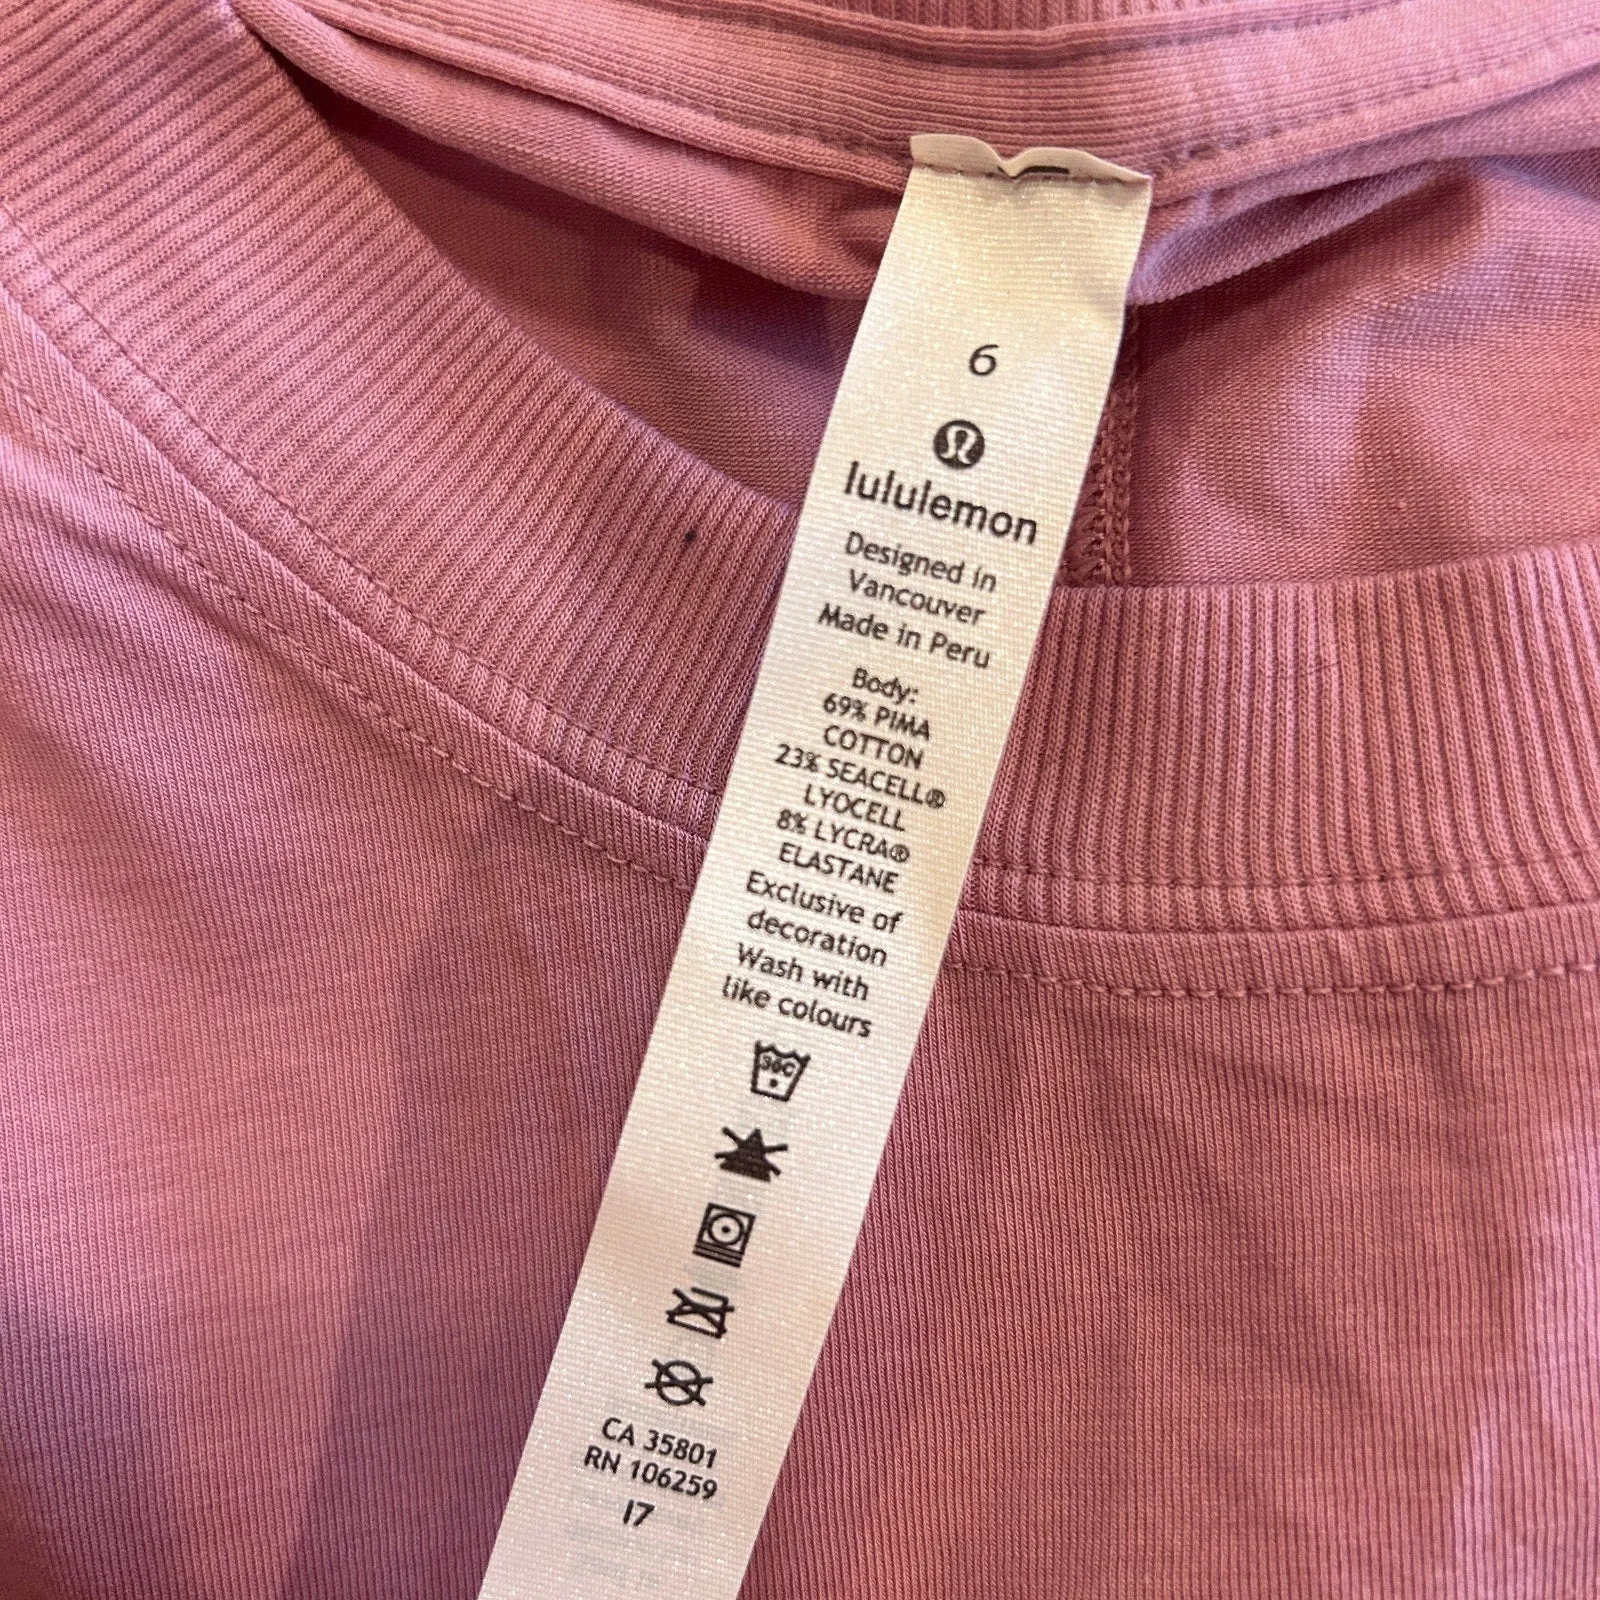 6
lululemon
Designed in
Vancouver
Made in Peru
Body:
69% PIMA
COTTON
23% SEACELL®
LYOCELL
8% LYCRA®
ELASTANE
Exclusive of
decoration
Wash with
like colours
30C
CA 35801
RN 106259
I7